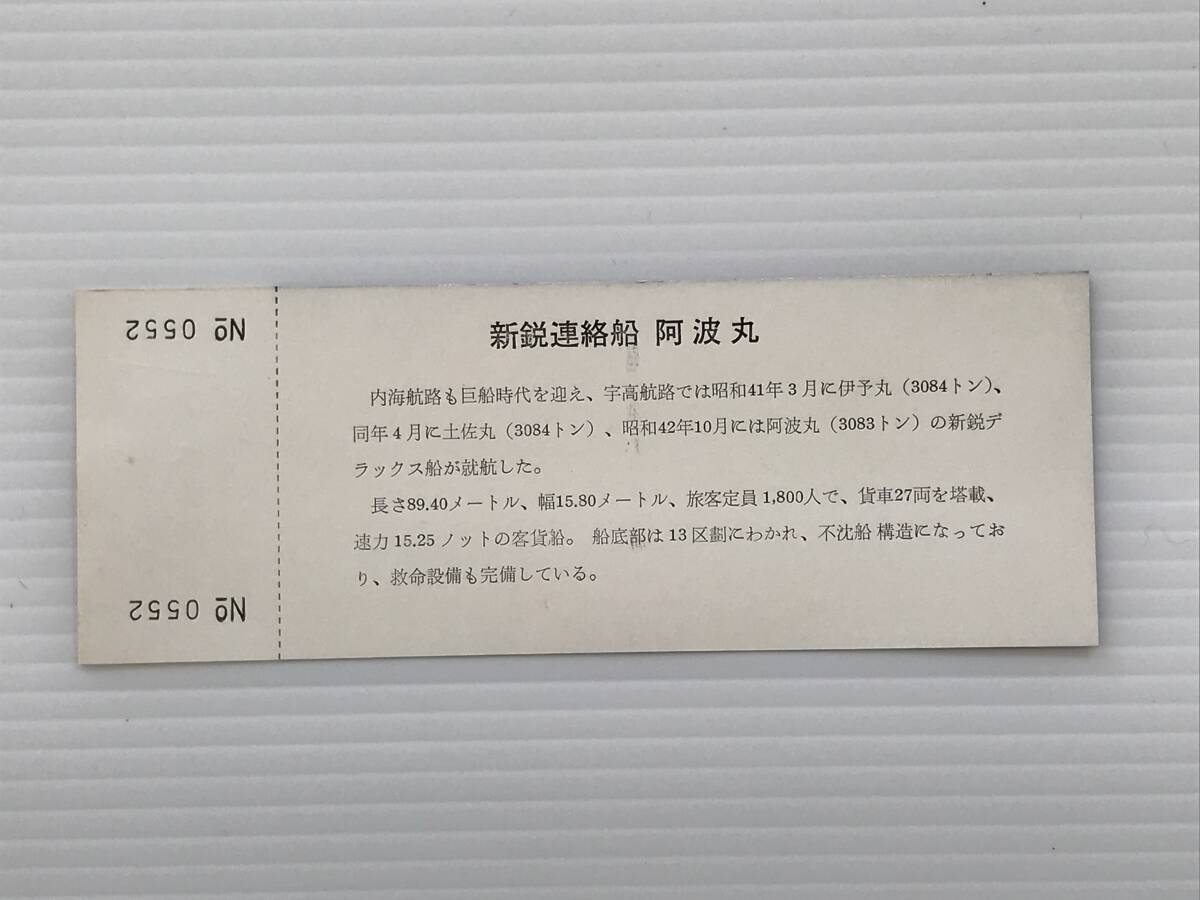 新鋭連絡船 阿波丸
内海航路も巨船時代を迎え、宇高航路では昭和41年3月に伊予丸（3084トン）、
同年4月に土佐丸（3084トン）、昭和42年10月には阿波丸（3083トン）の新鋭デ
ラックス船が就航した。
長さ89.40メートル、幅15.80メートル、旅客定員1,800人で、貨車27両を塔載、
速力15.25ノットの客貨船。 船底部は13区劃にわかれ、不沈船構造になってお
り、救命設備も完備している。
No 0552
No 0552